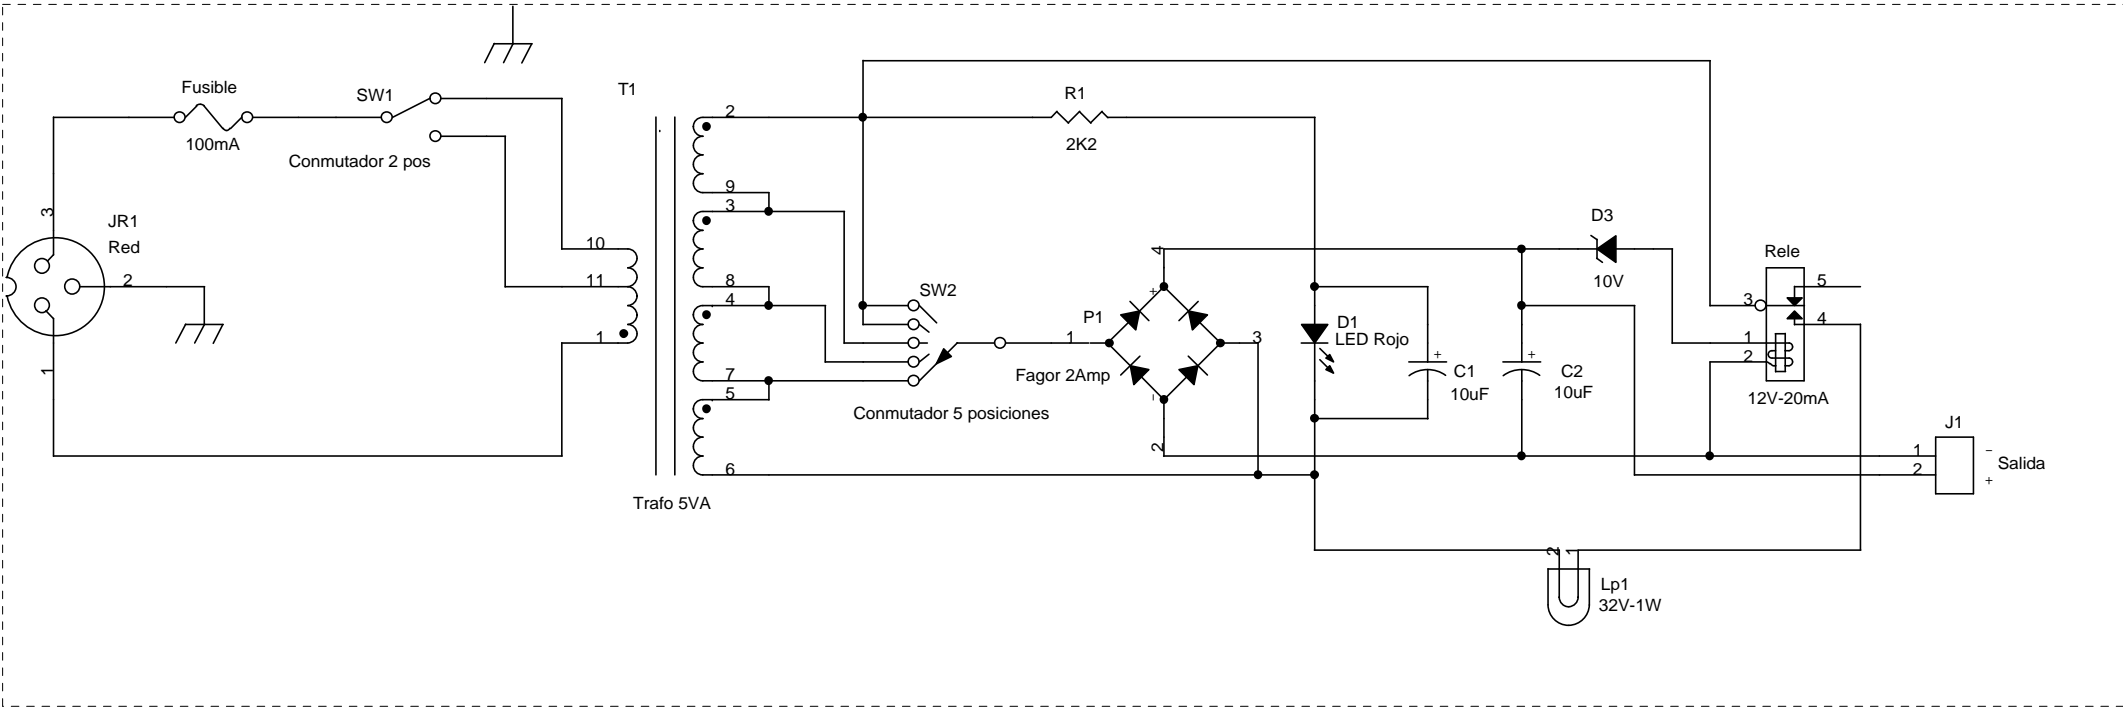 Fusible
100mA
SW1
Conmutador 2 pos
T1
3
JR1
Red
2
1
10
11
1
2
9
3
8
4
7
5
6
Trafo 5VA
R1
2K2
SW2
Conmutador 5 posiciones
1
P1
Fagor 2Amp
4
+
3
-
2
D1
LED Rojo
+
C1
10uF
+
C2
10uF
D3
10V
Rele
5
3
4
1
2
12V-20mA
J1
1
-
2
Salida
+
2
1
Lp1
32V-1W